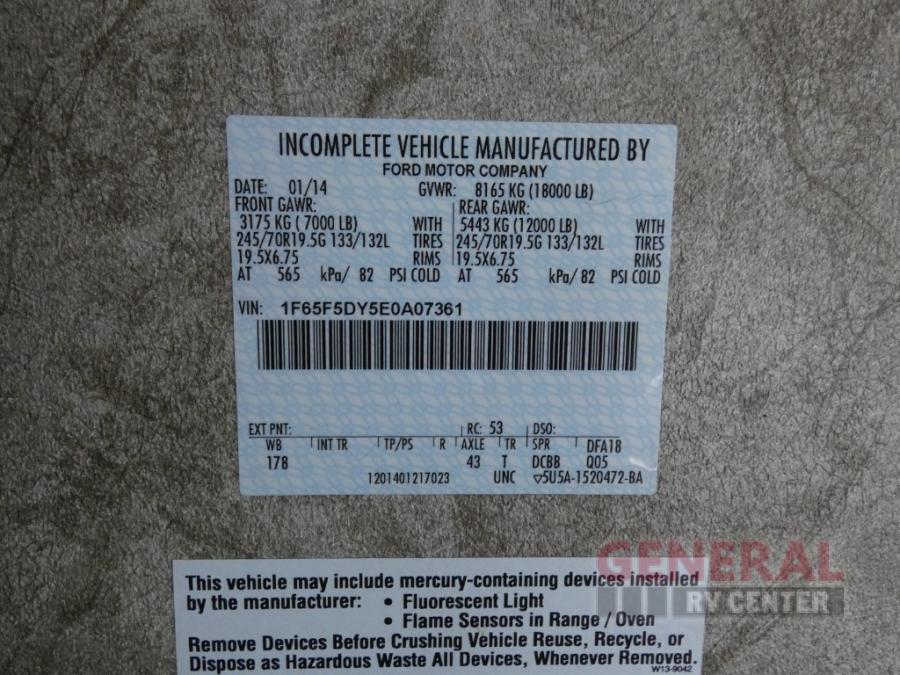 INCOMPLETE VEHICLE MANUFACTURED BY
FORD MOTOR COMPANY
DATE: 01/14 GVWR: 8165 KG (18000 LB)
FRONT GAWR: REAR GAWR:
3175 KG ( 7000 LB) WITH 5443 KG (12000 LB) WITH
245/70R19.5G 133/132L TIRES 245/70R19.5G 133/132L TIRES
19.5X6.75 RIMS 19.5X6.75 RIMS
AT 565 kPa/ 82 PSI COLD AT 565 kPa/ 82 PSI COLD
VIN: 1F65F5DY5E0A07361
EXT PNT: RC: 53 DSO:
WB INT TR TP/PS R AXLE TR SPR DFA18
178 43 T DCBB Q05
1201401217023 UNC ▽5U5A-1520472-BA
GENERAL
RV CENTER
This vehicle may include mercury-containing devices installed
by the manufacturer: • Fluorescent Light
• Flame Sensors in Range / Oven
Remove Devices Before Crushing Vehicle Reuse, Recycle, or
Dispose as Hazardous Waste All Devices, Whenever Removed.
W13-9042